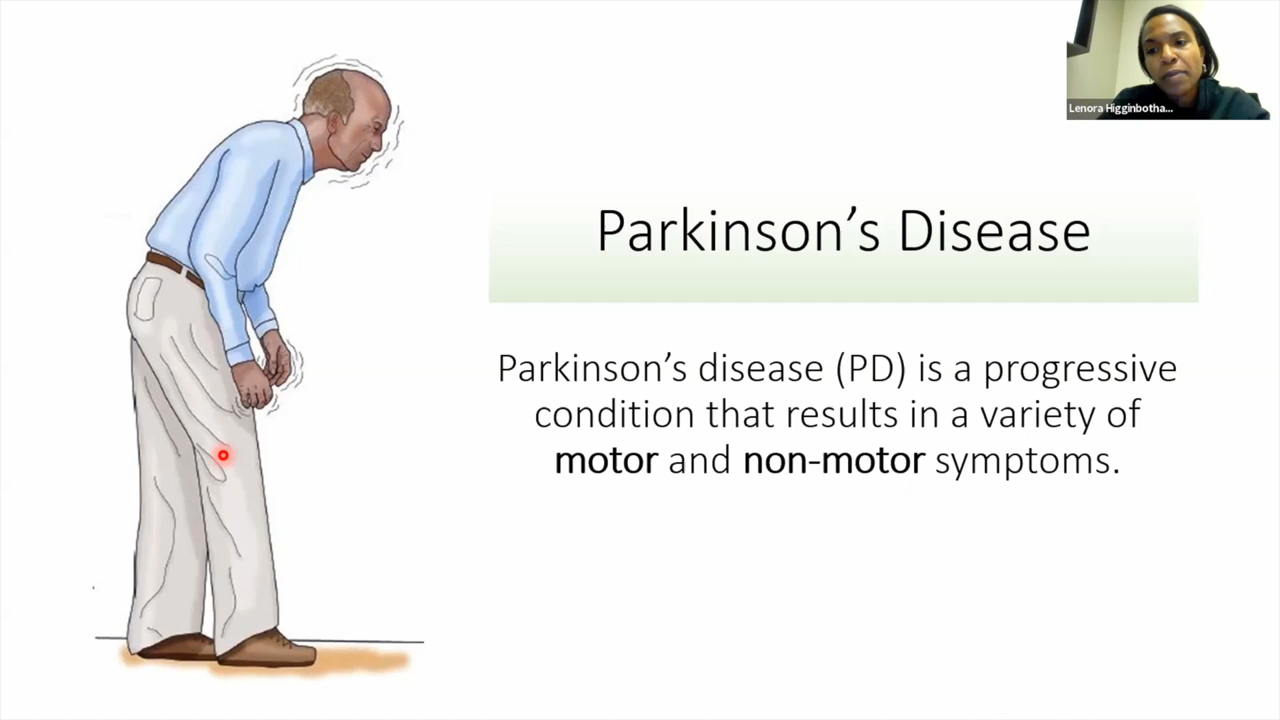 Lenora Higginbotha...
Parkinson’s Disease
Parkinson’s disease (PD) is a progressive
condition that results in a variety of
motor and non-motor symptoms.